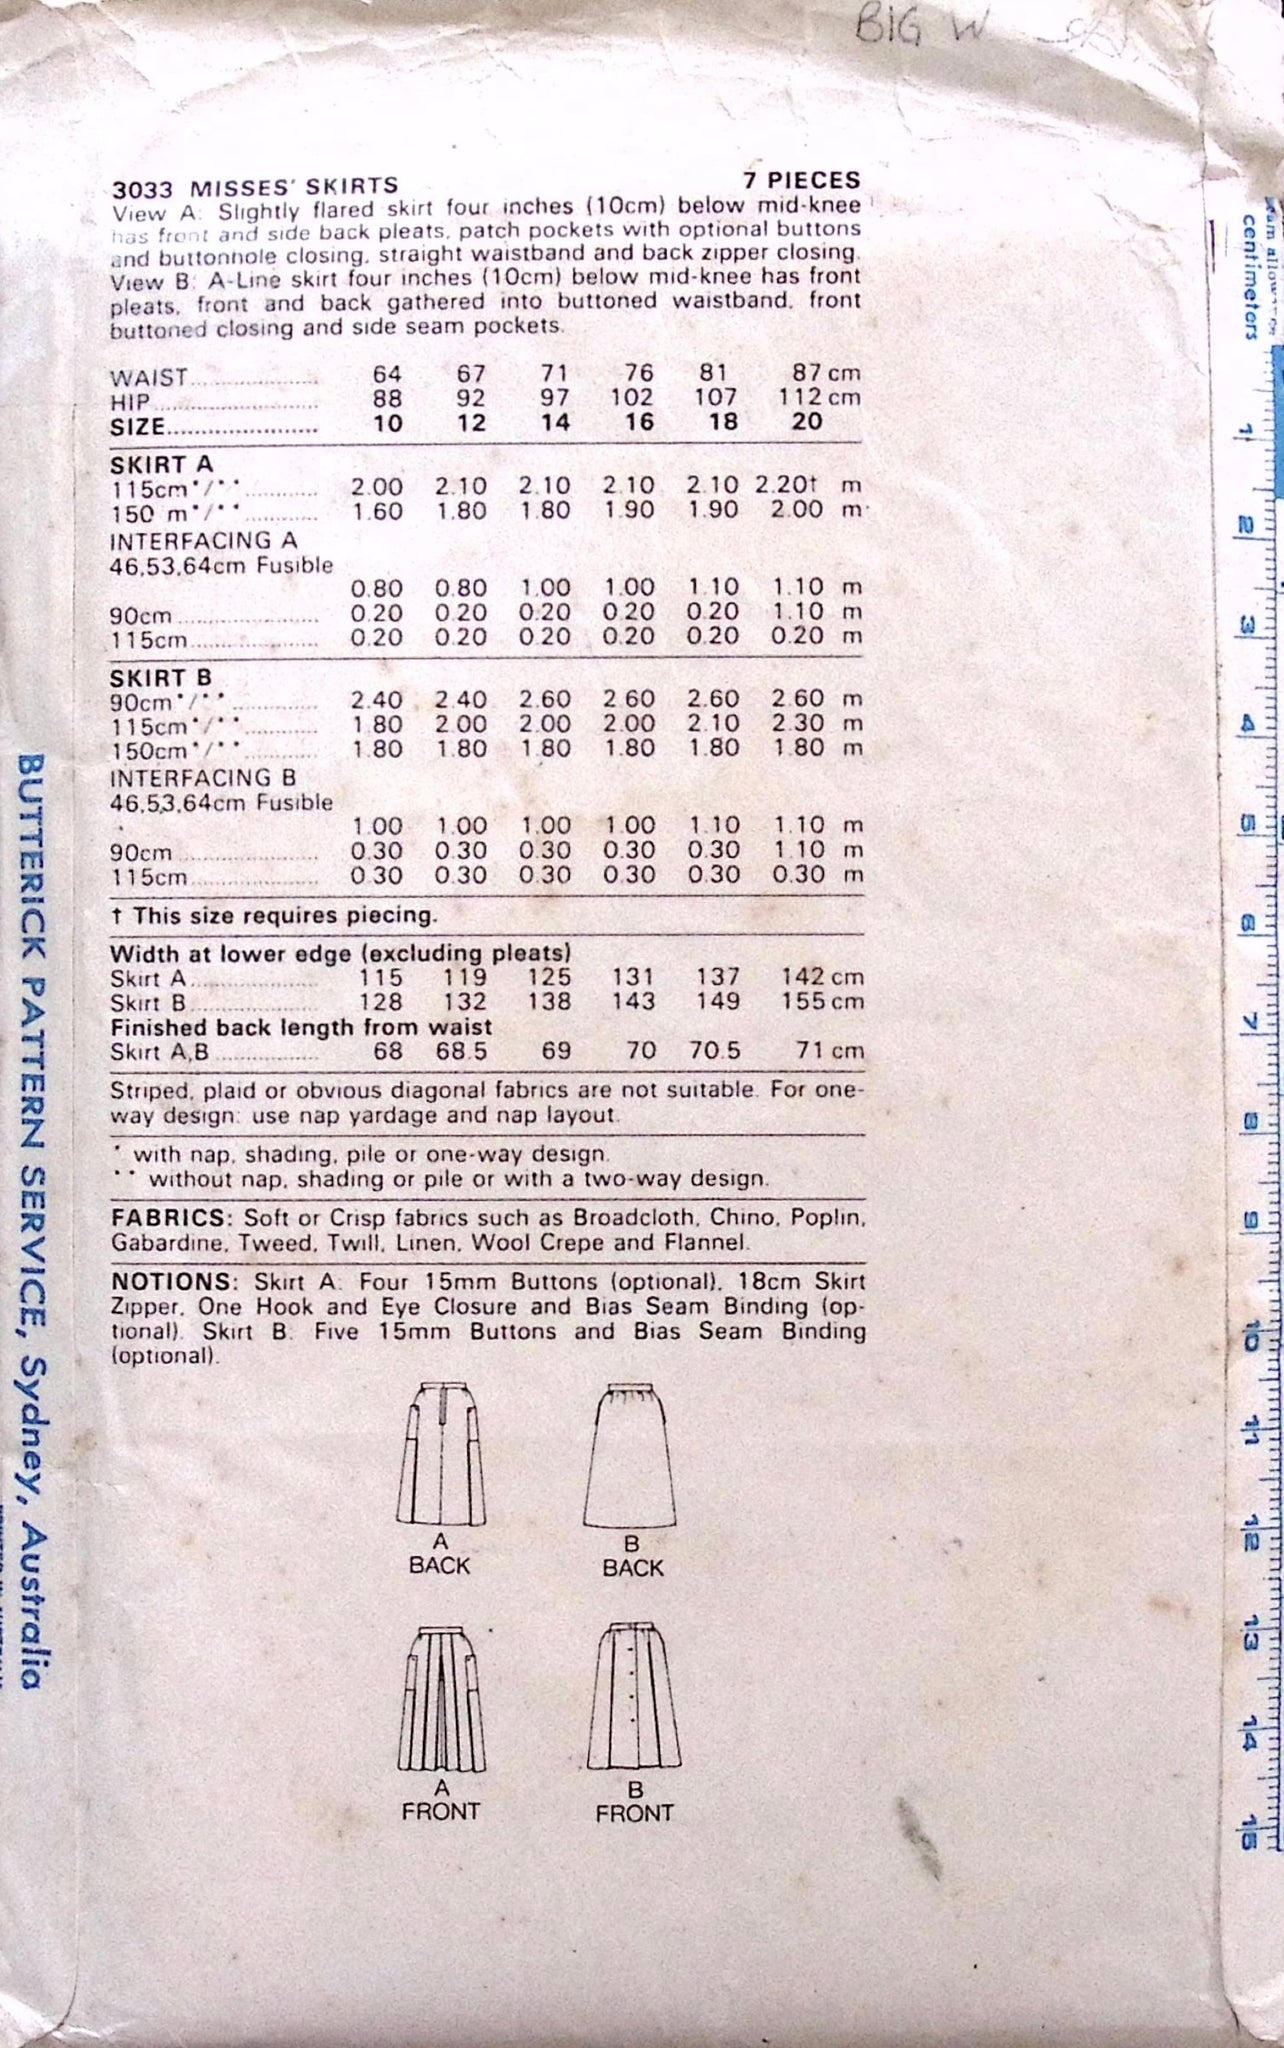 BIG W
3033 MISSES' SKIRTS 7 PIECES
View A: Slightly flared skirt four inches (10cm) below mid-knee
has front and side back pleats, patch pockets with optional buttons
and buttonhole closing, straight waistband and back zipper closing.
View B: A-Line skirt four inches (10cm) below mid-knee has front
pleats, front and back gathered into buttoned waistband, front
buttoned closing and side seam pockets.
WAIST 64 67 71 76 81 87 cm
HIP 88 92 97 102 107 112 cm
SIZE 10 12 14 16 18 20
SKIRT A
115cm*/** 2.00 2.10 2.10 2.10 2.10 2.20† m
150 m*/** 1.60 1.80 1.80 1.90 1.90 2.00 m
INTERFACING A
46,53,64cm Fusible
0.80 0.80 1.00 1.00 1.10 1.10 m
90cm 0.20 0.20 0.20 0.20 0.20 1.10 m
115cm 0.20 0.20 0.20 0.20 0.20 0.20 m
SKIRT B
90cm*/** 2.40 2.40 2.60 2.60 2.60 2.60 m
115cm*/** 1.80 2.00 2.00 2.00 2.10 2.30 m
150cm*/** 1.80 1.80 1.80 1.80 1.80 1.80 m
INTERFACING B
46,53,64cm Fusible
1.00 1.00 1.00 1.00 1.10 1.10 m
90cm 0.30 0.30 0.30 0.30 0.30 1.10 m
115cm 0.30 0.30 0.30 0.30 0.30 0.30 m
† This size requires piecing.
Width at lower edge (excluding pleats)
Skirt A 115 119 125 131 137 142 cm
Skirt B 128 132 138 143 149 155 cm
Finished back length from waist
Skirt A,B 68 68.5 69 70 70.5 71 cm
Striped, plaid or obvious diagonal fabrics are not suitable. For one-
way design: use nap yardage and nap layout.
* with nap, shading, pile or one-way design.
** without nap, shading or pile or with a two-way design.
FABRICS: Soft or Crisp fabrics such as Broadcloth, Chino, Poplin,
Gabardine, Tweed, Twill, Linen, Wool Crepe and Flannel.
NOTIONS: Skirt A: Four 15mm Buttons (optional), 18cm Skirt
Zipper, One Hook and Eye Closure and Bias Seam Binding (op-
tional). Skirt B: Five 15mm Buttons and Bias Seam Binding
(optional).
A
BACK
B
BACK
A
FRONT
B
FRONT
BUTTERICK PATTERN SERVICE, Sydney, Australia
centimeters
1
2
3
4
5
6
7
8
9
10
11
12
13
14
15